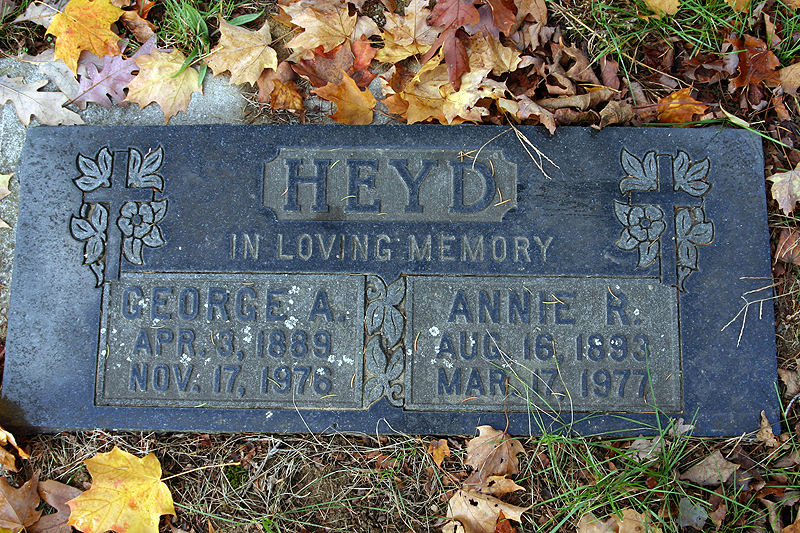 HEYD
IN LOVING MEMORY
GEORGE A.
APR. 3, 1889
NOV. 17, 1976
ANNIE R.
AUG. 16, 1893
MAR. 17, 1977